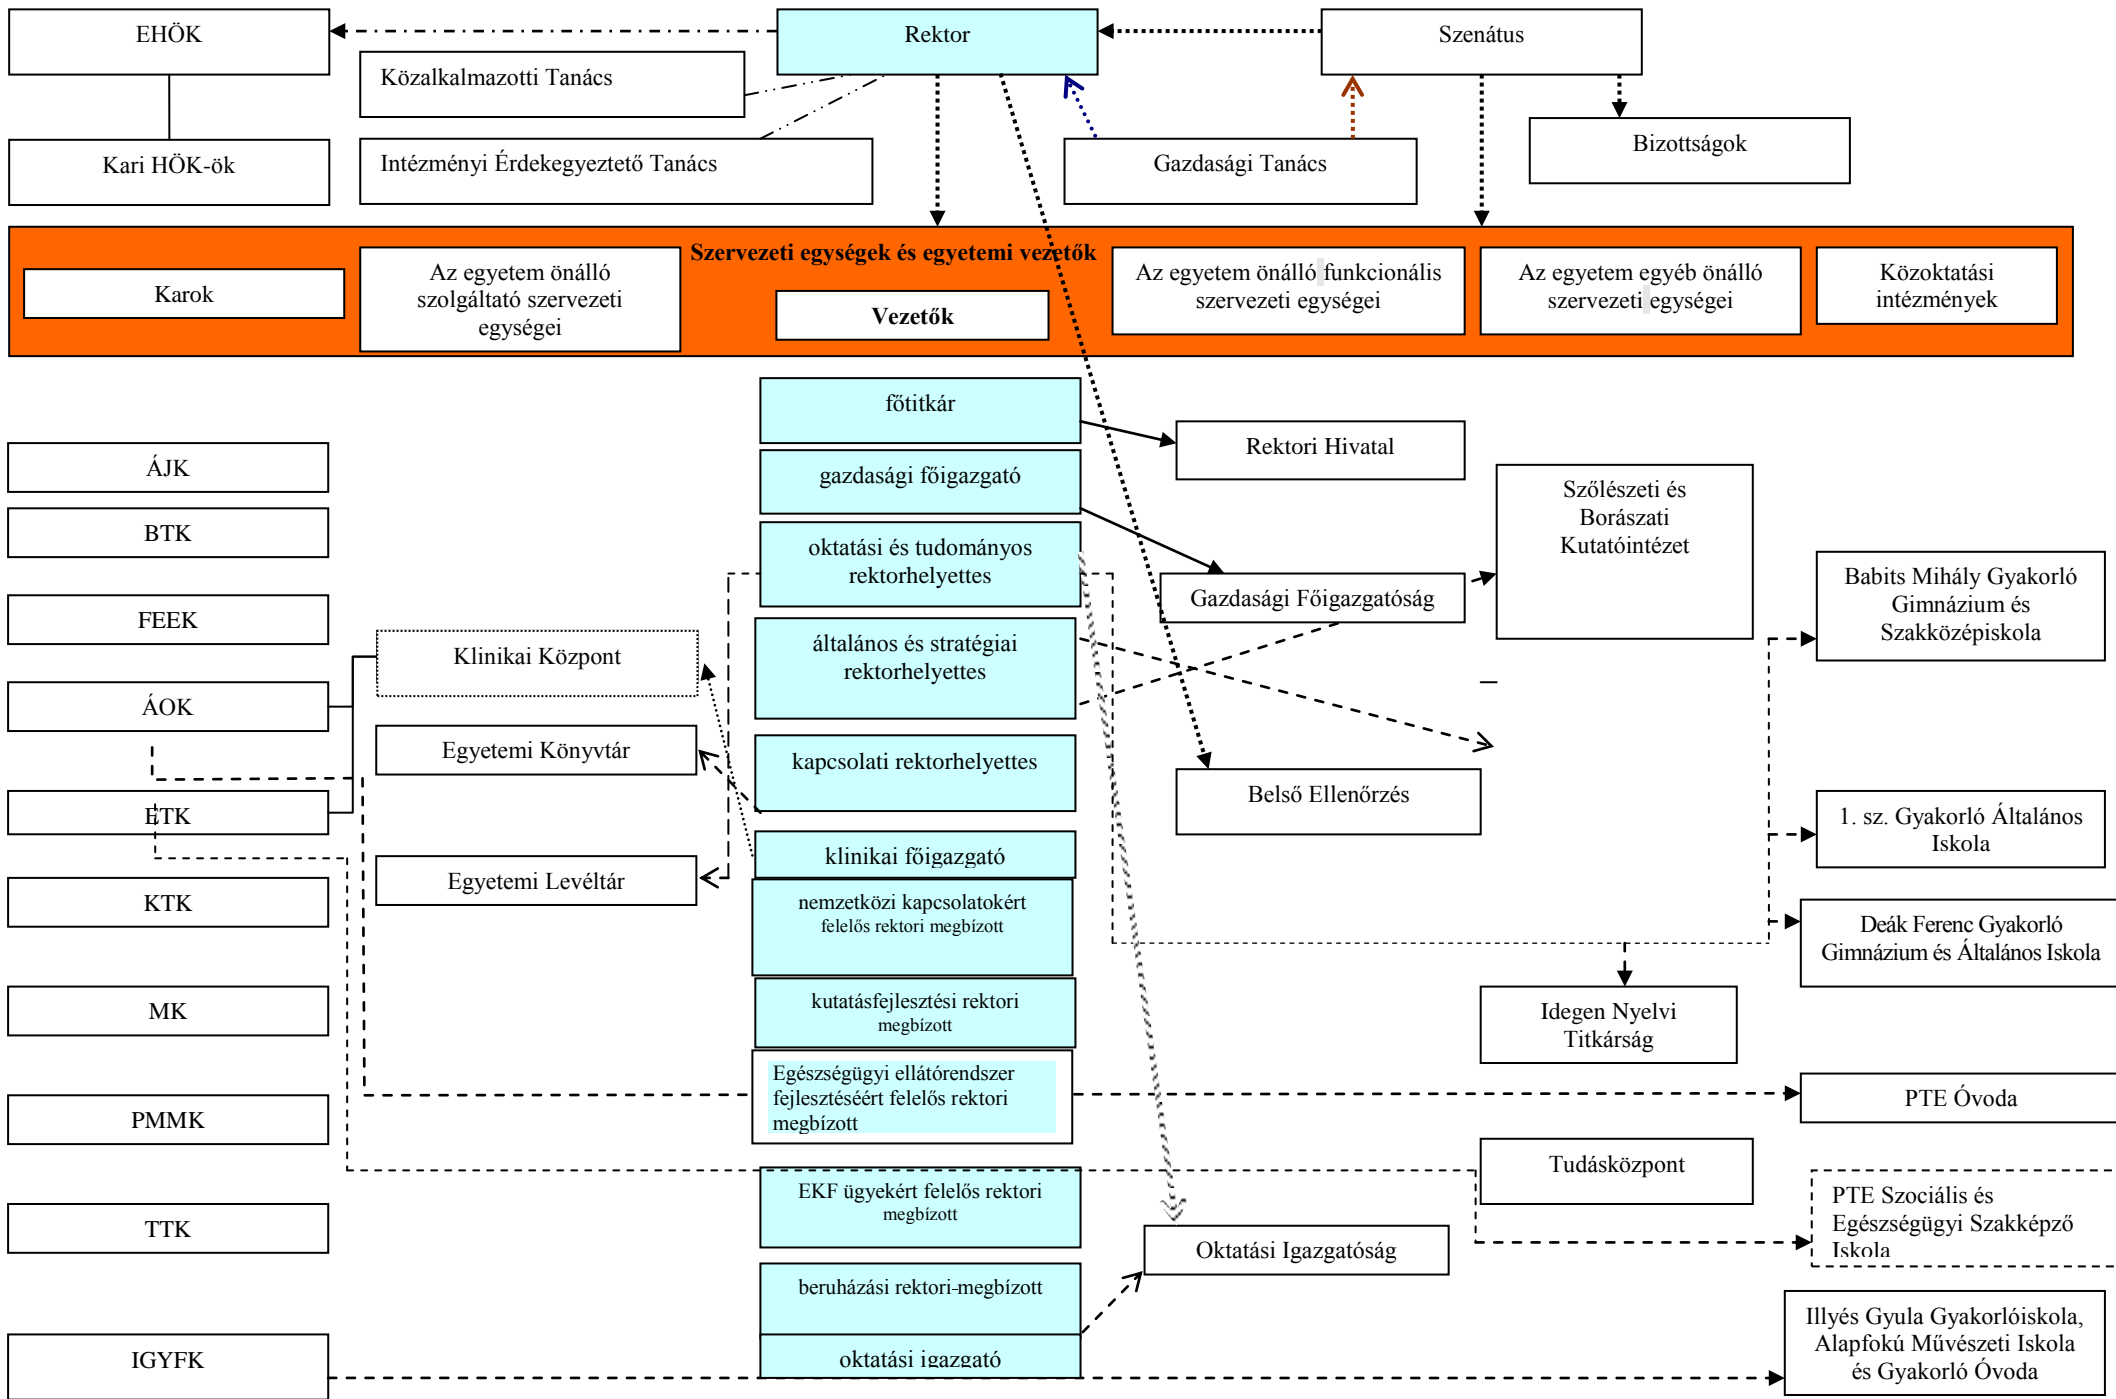 EHÖK
Rektor
Szenátus
Közalkalmazotti Tanács
Kari HÖK-ök
Intézményi Érdekegyeztető Tanács
Gazdasági Tanács
Bizottságok
Szervezeti egységek és egyetemi vezetők
Karok
Az egyetem önálló
szolgáltató szervezeti
egységei
Vezetők
Az egyetem önálló funkcionális
szervezeti egységei
Az egyetem egyéb önálló
szervezeti egységei
Közoktatási
intézmények
főtitkár
Rektori Hivatal
ÁJK
gazdasági főigazgató
Szőlészeti és
Borászati
Kutatóintézet
BTK
oktatási és tudományos
rektorhelyettes
Gazdasági Főigazgatóság
Babits Mihály Gyakorló
Gimnázium és
Szakközépiskola
FEEK
Klinikai Központ
általános és stratégiai
rektorhelyettes
ÁOK
Egyetemi Könyvtár
kapcsolati rektorhelyettes
Belső Ellenőrzés
ETK
1. sz. Gyakorló Általános
Iskola
klinikai főigazgató
Egyetemi Levéltár
KTK
nemzetközi kapcsolatokért
felelős rektori megbízott
Deák Ferenc Gyakorló
Gimnázium és Általános Iskola
MK
kutatásfejlesztési rektori
megbízott
Idegen Nyelvi
Titkárság
PMMK
Egészségügyi ellátórendszer
fejlesztéséért felelős rektori
megbízott
PTE Óvoda
Tudásközpont
TTK
EKF ügyekért felelős rektori
megbízott
PTE Szociális és
Egészségügyi Szakképző
Iskola
Oktatási Igazgatóság
beruházási rektori-megbízott
IGYFK
oktatási igazgató
Illyés Gyula Gyakorlóiskola,
Alapfokú Művészeti Iskola
és Gyakorló Óvoda